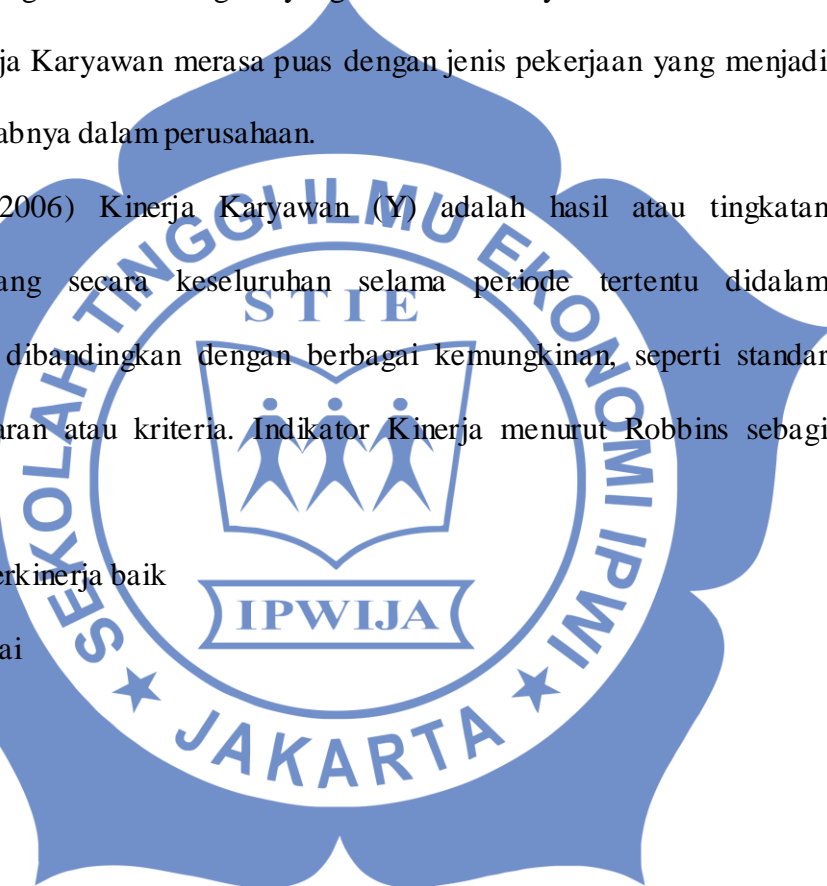 ja Karyawan merasa puas dengan jenis pekerjaan yang menjadi
abnya dalam perusahaan.
2006) Kinerja Karyawan (Y) adalah hasil atau tingkatan
ang secara keseluruhan selama periode tertentu didalam
dibandingkan dengan berbagai kemungkinan, seperti standar
aran atau kriteria. Indikator Kinerja menurut Robbins sebagi
erkinerja baik
ai
SEKOLAH TINGGI ILMU EKONOMI IPWI
STIE
IPWIJA
★ JAKARTA ★